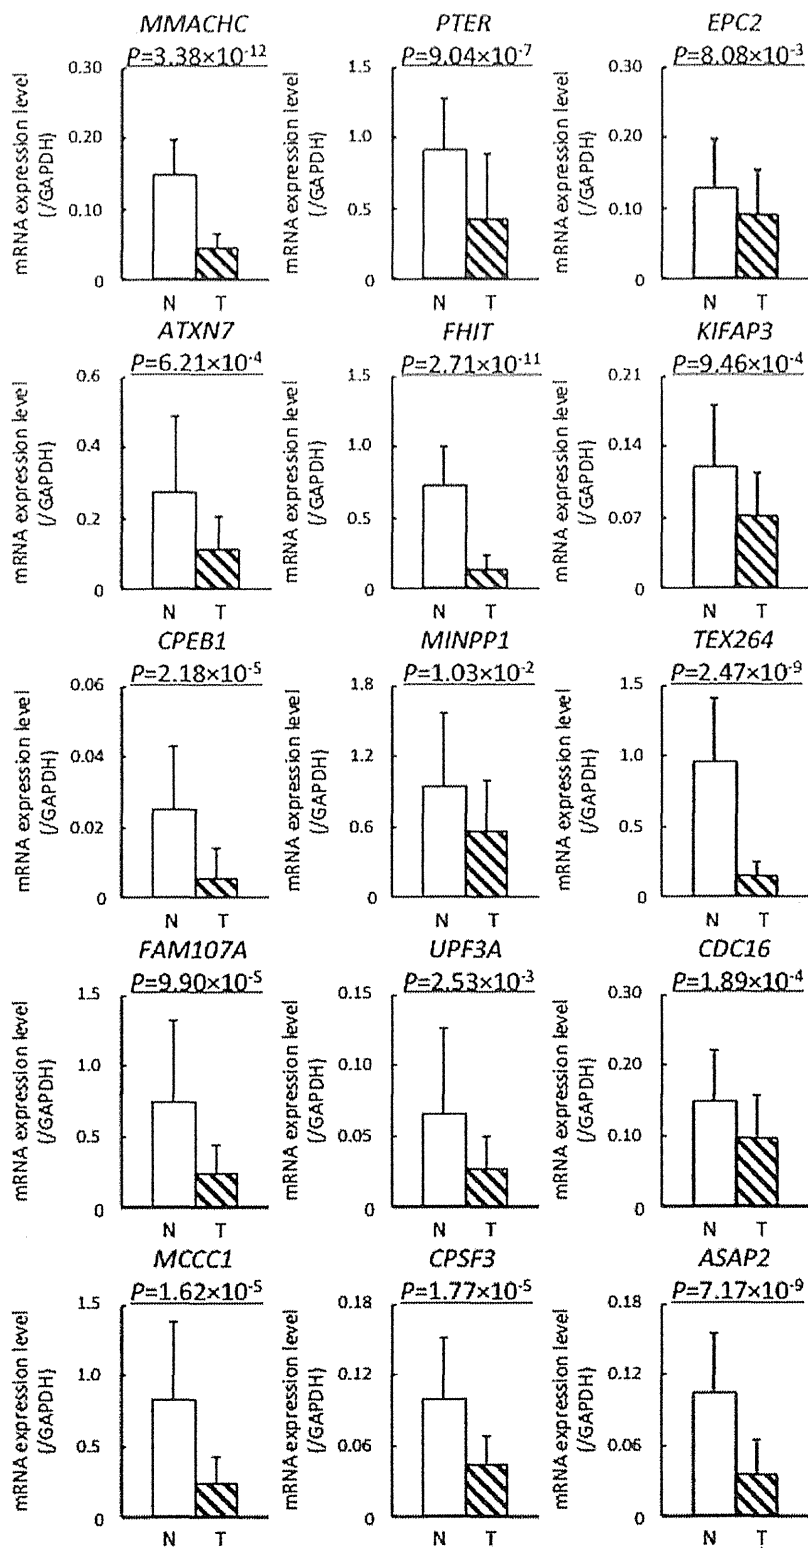 MMACHC
P=3.38×10-12
mRNA expression level
(/GAPDH)
0.30
0.20
0.10
0
N T
PTER
P=9.04×10-7
mRNA expression level
(/GAPDH)
1.5
1.0
0.5
0
N T
EPC2
P=8.08×10-3
mRNA expression level
(/GAPDH)
0.30
0.20
0.10
0
N T
ATXN7
P=6.21×10-4
mRNA expression level
(/GAPDH)
0.6
0.4
0.2
0
N T
FHIT
P=2.71×10-11
mRNA expression level
(/GAPDH)
1.5
1.0
0.5
0
N T
KIFAP3
P=9.46×10-4
mRNA expression level
(/GAPDH)
0.21
0.14
0.07
0
N T
CPEB1
P=2.18×10-5
mRNA expression level
(/GAPDH)
0.06
0.04
0.02
0
N T
MINPP1
P=1.03×10-2
mRNA expression level
(/GAPDH)
1.8
1.2
0.6
0
N T
TEX264
P=2.47×10-9
mRNA expression level
(/GAPDH)
1.5
1.0
0.5
0
N T
FAM107A
P=9.90×10-5
mRNA expression level
(/GAPDH)
1.5
1.0
0.5
0
N T
UPF3A
P=2.53×10-3
mRNA expression level
(/GAPDH)
0.15
0.10
0.05
0
N T
CDC16
P=1.89×10-4
mRNA expression level
(/GAPDH)
0.30
0.20
0.10
0
N T
MCCC1
P=1.62×10-5
mRNA expression level
(/GAPDH)
1.5
1.0
0.5
0
N T
CPSF3
P=1.77×10-5
mRNA expression level
(/GAPDH)
0.18
0.12
0.06
0
N T
ASAP2
P=7.17×10-9
mRNA expression level
(/GAPDH)
0.18
0.12
0.06
0
N T